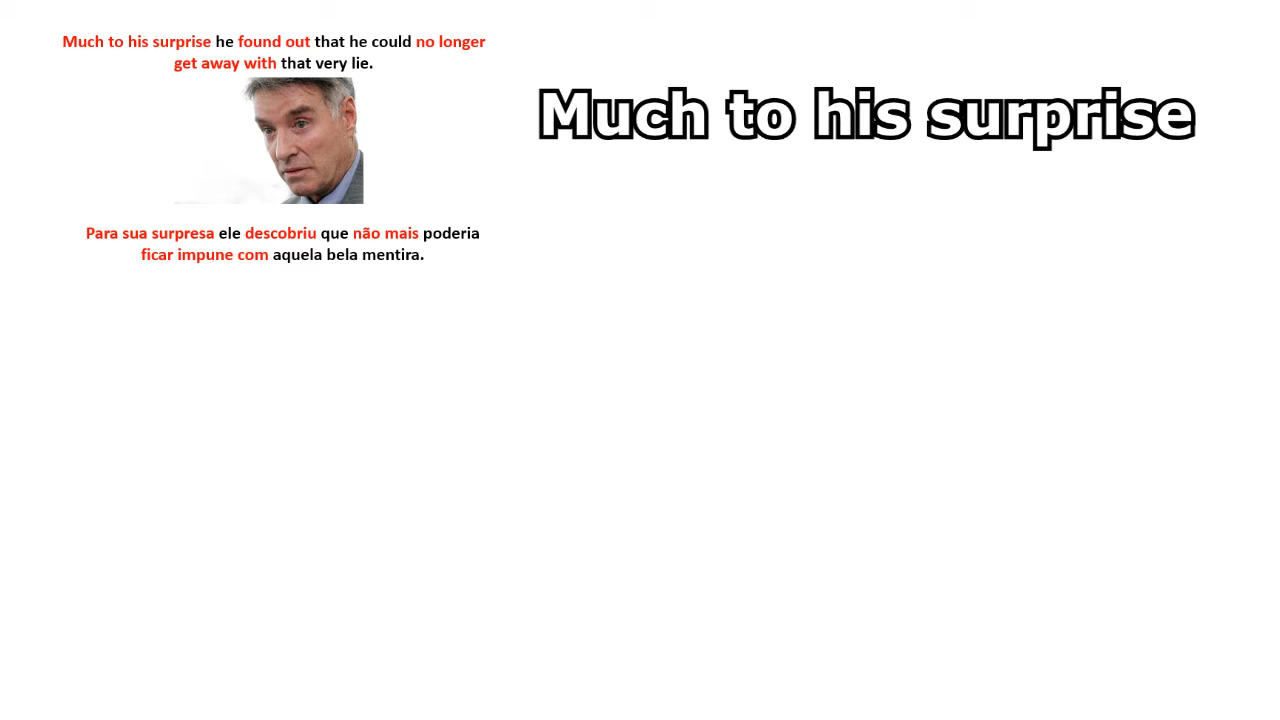 Much to his surprise he found out that he could no longer
get away with that very lie.
Much to his surprise
Para sua surpresa ele descobriu que não mais poderia
ficar impune com aquela bela mentira.